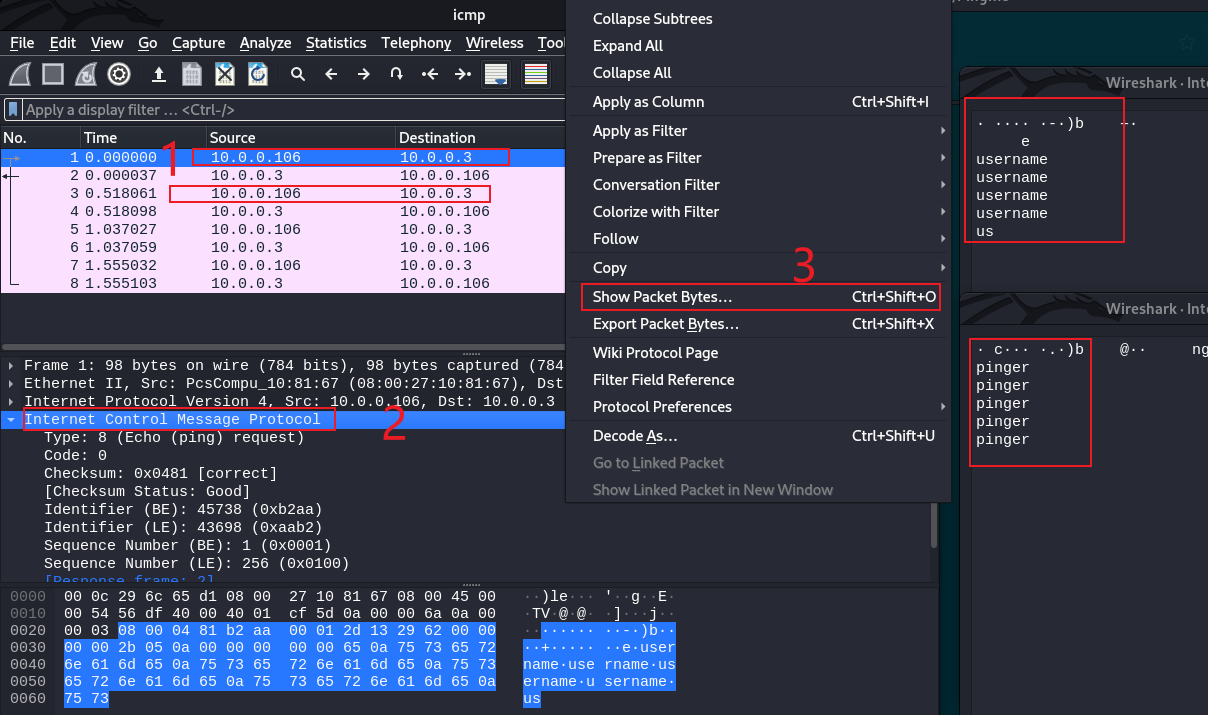 icmp
File Edit View Go Capture Analyze Statistics Telephony Wireless Tool
Apply a display filter … <Ctrl-/>
No. Time Source Destination
1 0.000000 10.0.0.106 10.0.0.3
2 0.000037 10.0.0.3 10.0.0.106
3 0.518061 10.0.0.106 10.0.0.3
4 0.518098 10.0.0.3 10.0.0.106
5 1.037027 10.0.0.106 10.0.0.3
6 1.037059 10.0.0.3 10.0.0.106
7 1.555032 10.0.0.106 10.0.0.3
8 1.555103 10.0.0.3 10.0.0.106
1
Frame 1: 98 bytes on wire (784 bits), 98 bytes captured (784
Ethernet II, Src: PcsCompu_10:81:67 (08:00:27:10:81:67), Dst:
Internet Protocol Version 4, Src: 10.0.0.106, Dst: 10.0.0.3
Internet Control Message Protocol
2
Type: 8 (Echo (ping) request)
Code: 0
Checksum: 0x0481 [correct]
[Checksum Status: Good]
Identifier (BE): 45738 (0xb2aa)
Identifier (LE): 43698 (0xaab2)
Sequence Number (BE): 1 (0x0001)
Sequence Number (LE): 256 (0x0100)
[Response frame: 2]
0000 00 0c 29 6c 65 d1 08 00 27 10 81 67 08 00 45 00 ··)le··· '··g··E·
0010 00 54 56 df 40 00 40 01 cf 5d 0a 00 00 6a 0a 00 ·TV·@·@· ·]···j··
0020 00 03 08 00 04 81 b2 aa 00 01 2d 13 29 62 00 00 ········ ··-·)b··
0030 00 00 2b 05 0a 00 00 00 00 00 65 0a 75 73 65 72 ··+····· ··e·user
0040 6e 61 6d 65 0a 75 73 65 72 6e 61 6d 65 0a 75 73 name·use rname·us
0050 65 72 6e 61 6d 65 0a 75 73 65 72 6e 61 6d 65 0a ername·u sername·
0060 75 73 us
Collapse Subtrees
Expand All
Collapse All
Apply as Column Ctrl+Shift+I
Apply as Filter
Prepare as Filter
Conversation Filter
Colorize with Filter
Follow
Copy
3
Show Packet Bytes… Ctrl+Shift+O
Export Packet Bytes… Ctrl+Shift+X
Wiki Protocol Page
Filter Field Reference
Protocol Preferences
Decode As… Ctrl+Shift+U
Go to Linked Packet
Show Linked Packet in New Window
Wireshark · Inte
· ···· ·-·)b
e
username
username
username
username
us
Wireshark · Inte
· c··· ·.·)b @·· ng
pinger
pinger
pinger
pinger
pinger